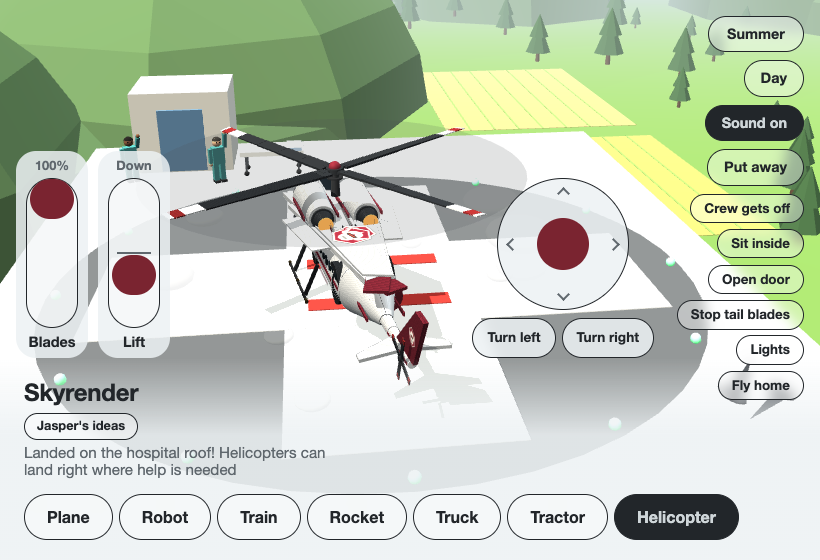 Summer
Day
Sound on
Put away
Crew gets off
Sit inside
Open door
Stop tail blades
Lights
Fly home
100%
Down
Blades
Lift
Turn left
Turn right
Skyrender
Jasper's ideas
Landed on the hospital roof! Helicopters can
land right where help is needed
Plane
Robot
Train
Rocket
Truck
Tractor
Helicopter